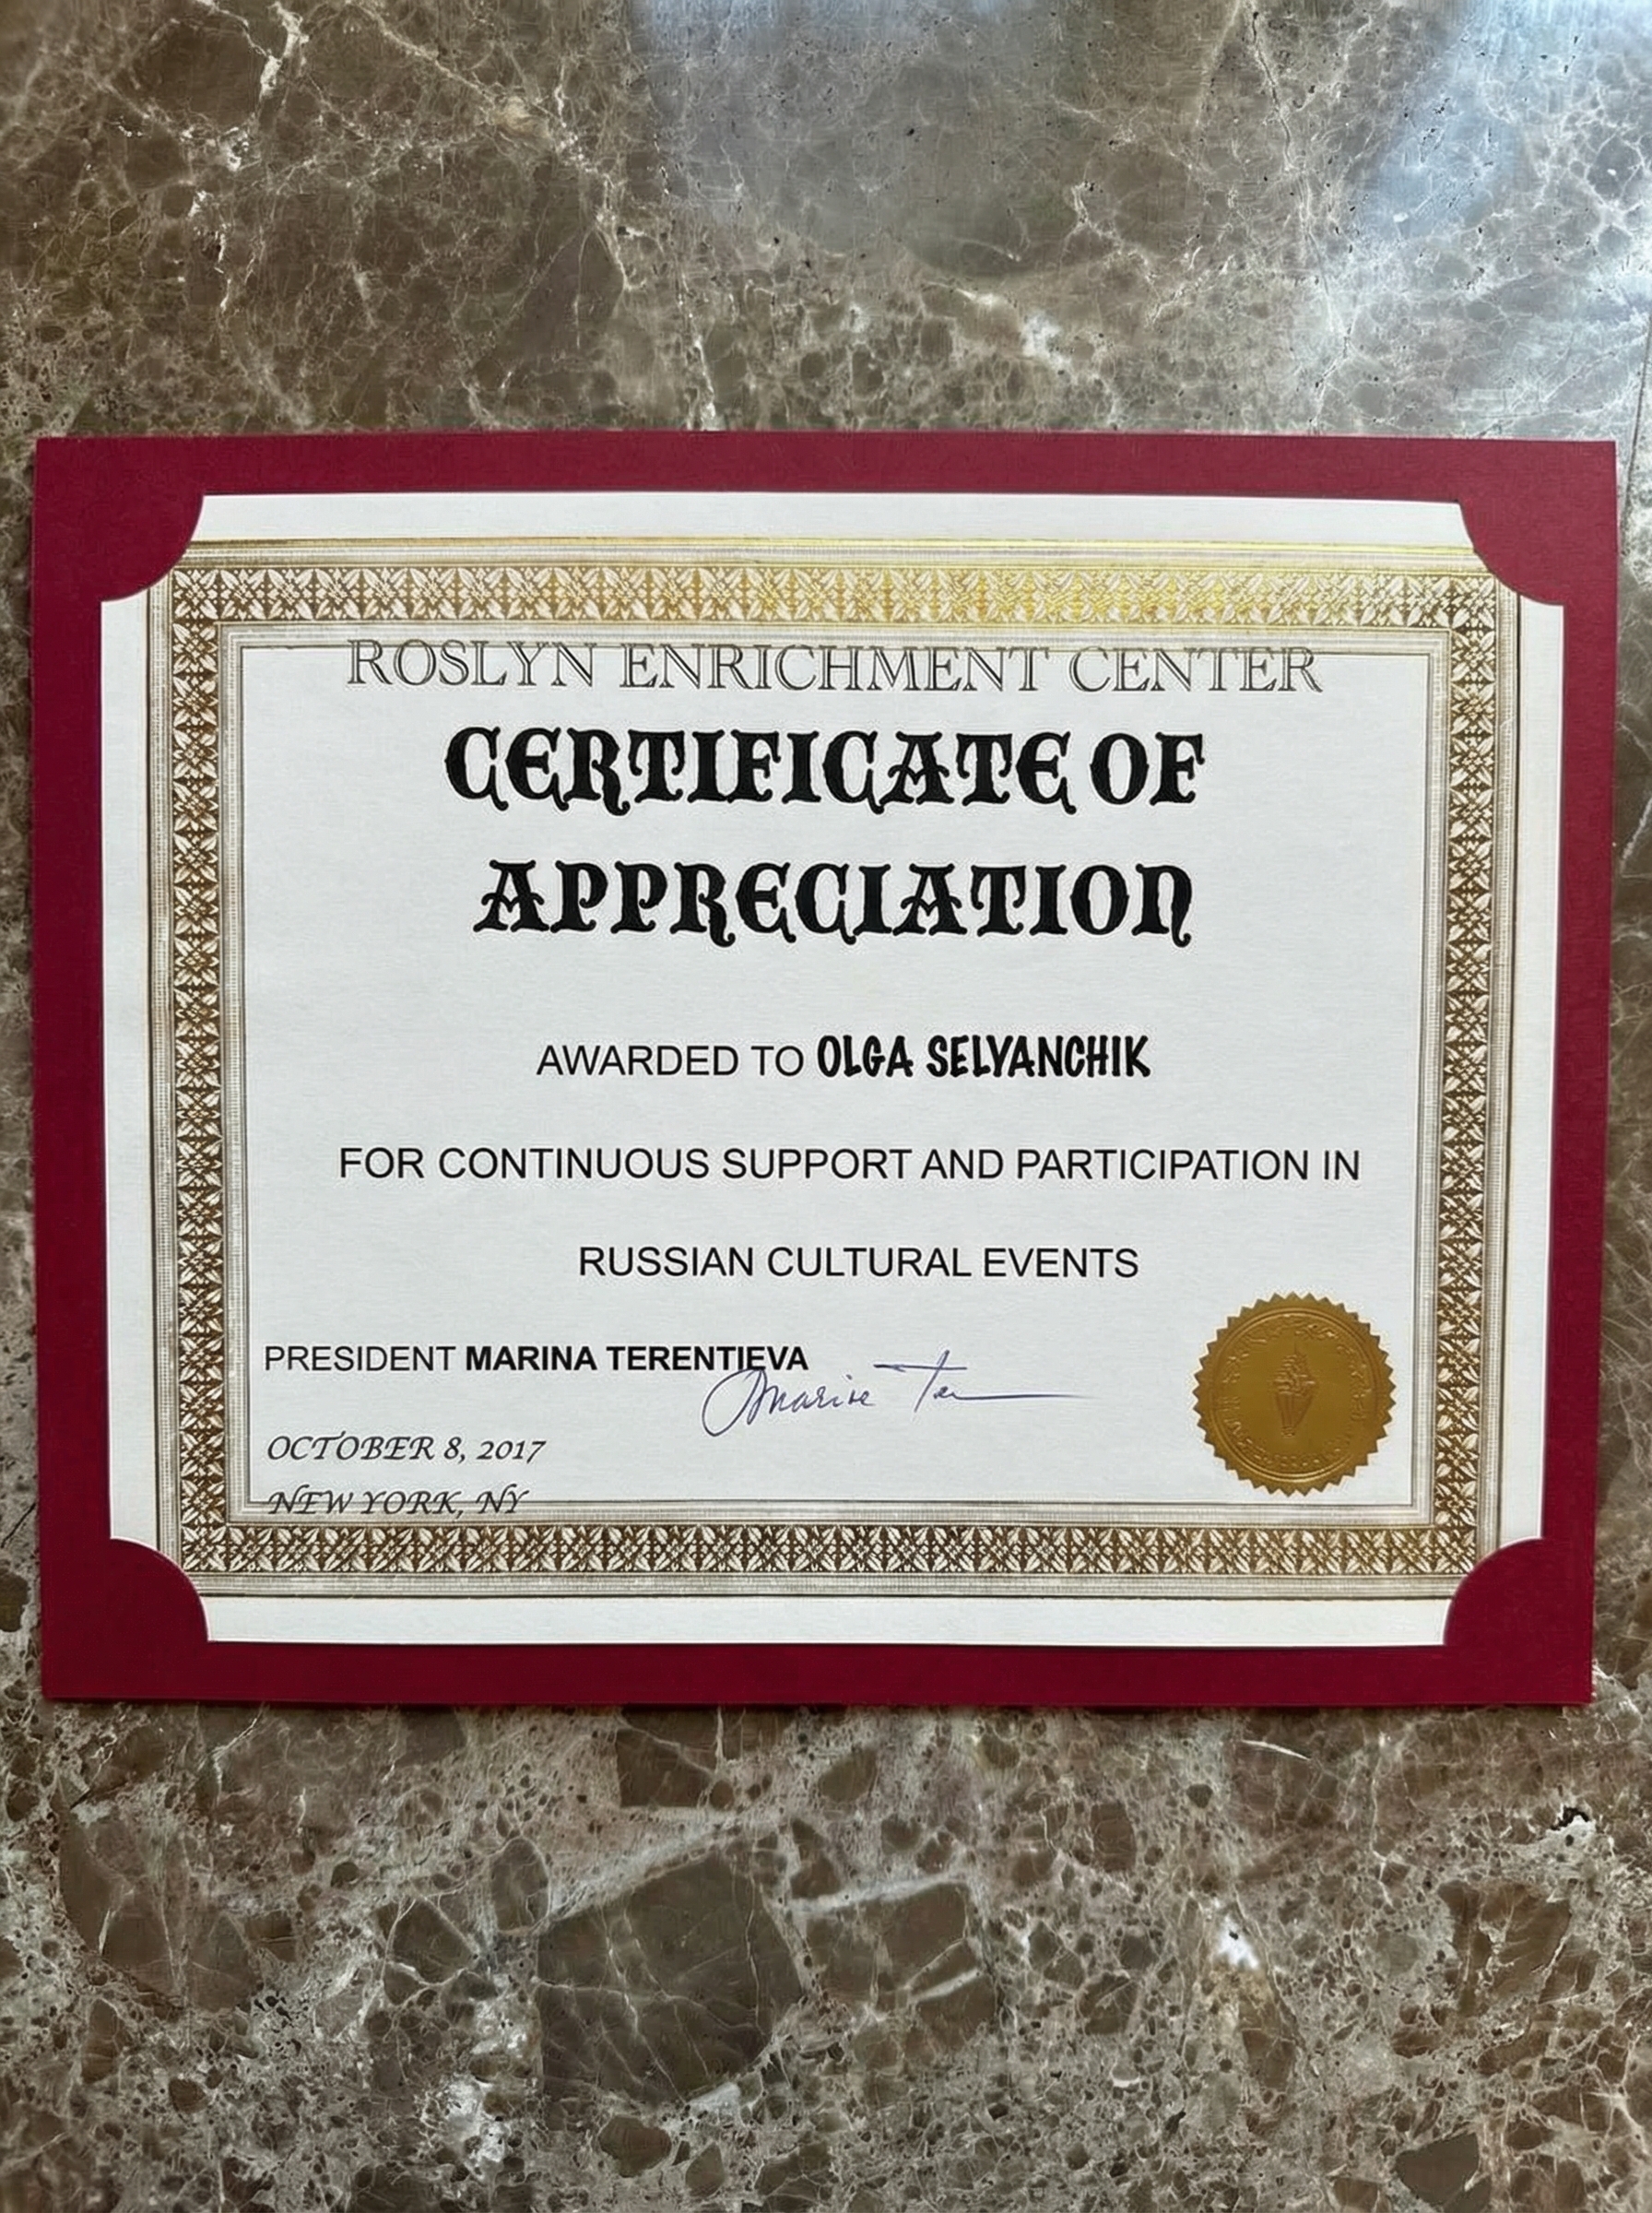 ROSLYN ENRICHMENT CENTER
CERTIFICATE OF
APPRECIATION
AWARDED TO OLGA SELYANCHIK
FOR CONTINUOUS SUPPORT AND PARTICIPATION IN
RUSSIAN CULTURAL EVENTS
PRESIDENT MARINA TERENTIEVA
OCTOBER 8, 2017
NEW YORK, NY